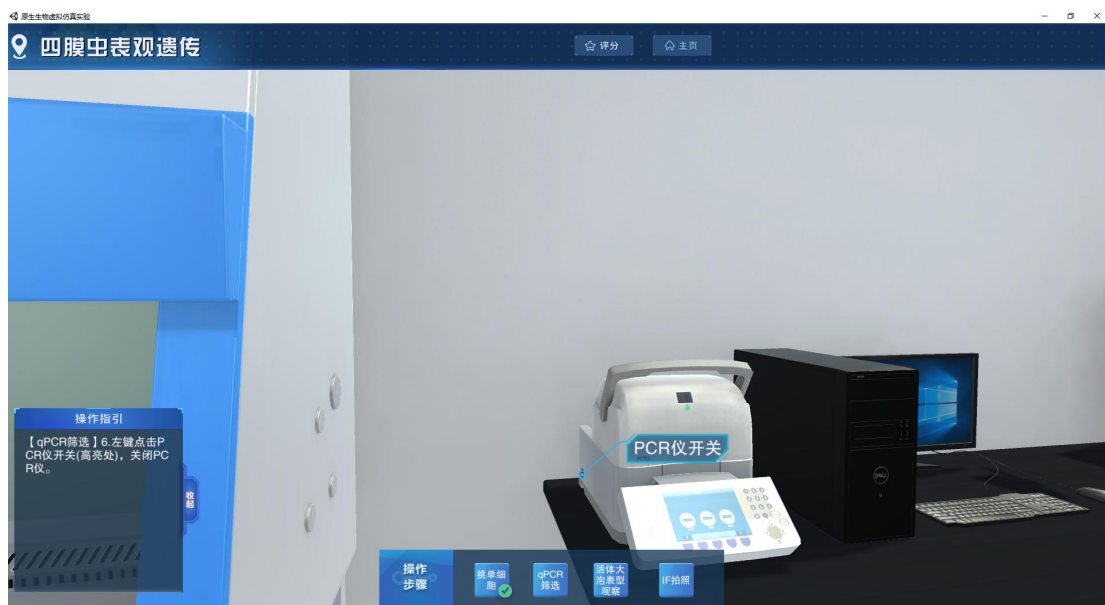 原生生物虚拟仿真实验
四膜虫表观遗传
评分
主页
操作指引
【qPCR筛选】6.左键点击P
CR仪开关(高亮处)，关闭PC
R仪。
收起
PCR仪开关
DELL
操作
步骤
挑单细
胞
qPCR
筛选
活体大
泡表型
观察
IF拍照